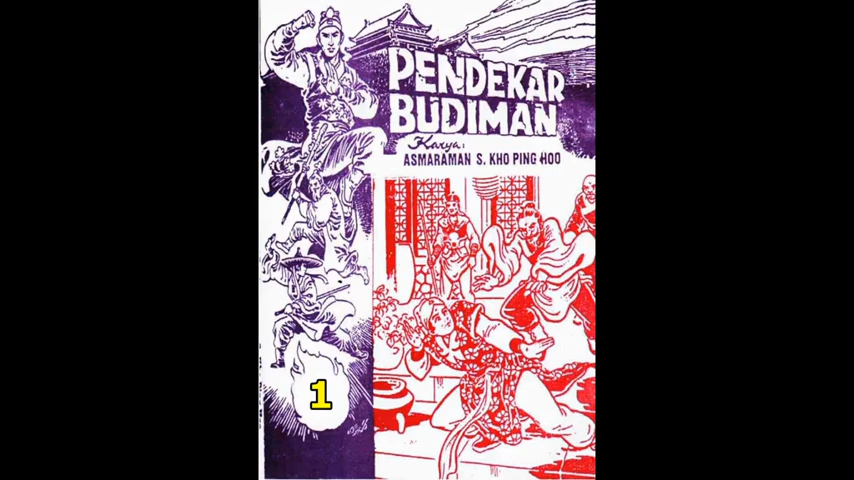 PENDEKAR
BUDIMAN
Karya:
ASMARAMAN S. KHO PING HOO
1